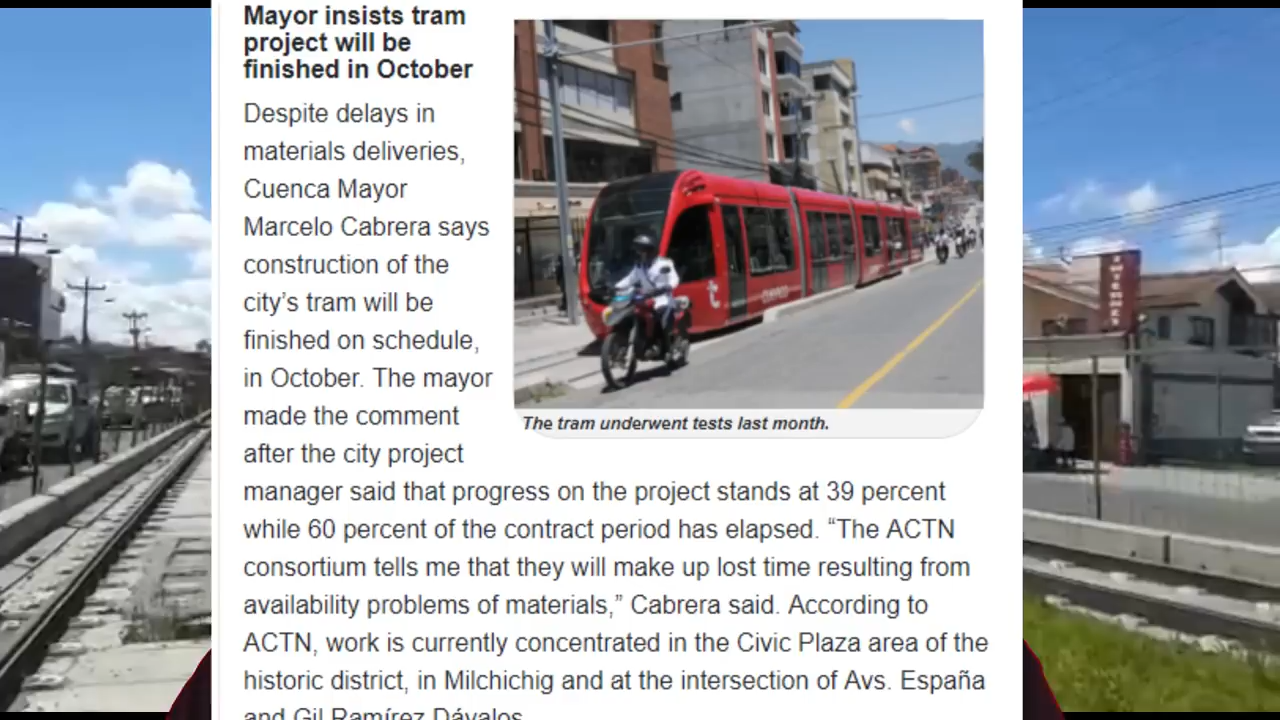 Mayor insists tram
project will be
finished in October
Despite delays in
materials deliveries,
Cuenca Mayor
Marcelo Cabrera says
construction of the
city’s tram will be
finished on schedule,
in October. The mayor
made the comment
after the city project
The tram underwent tests last month.
manager said that progress on the project stands at 39 percent
while 60 percent of the contract period has elapsed. “The ACTN
consortium tells me that they will make up lost time resulting from
availability problems of materials,” Cabrera said. According to
ACTN, work is currently concentrated in the Civic Plaza area of the
historic district, in Milchichig and at the intersection of Avs. España
and Gil Ramírez Dávalos.
INTERNET